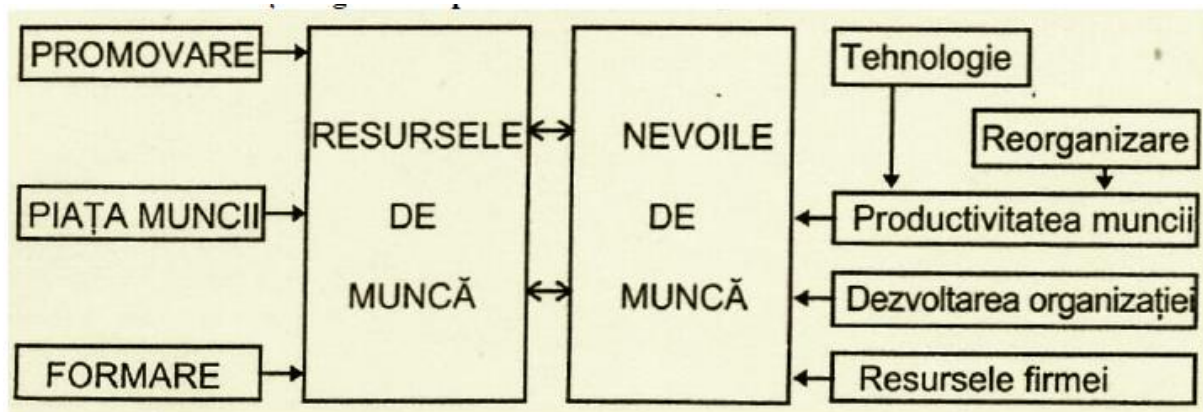 PROMOVARE
PIAȚA MUNCII
FORMARE
RESURSELE
DE
MUNCĂ
NEVOILE
DE
MUNCĂ
Tehnologie
Reorganizare
Productivitatea muncii
Dezvoltarea organizației
Resursele firmei